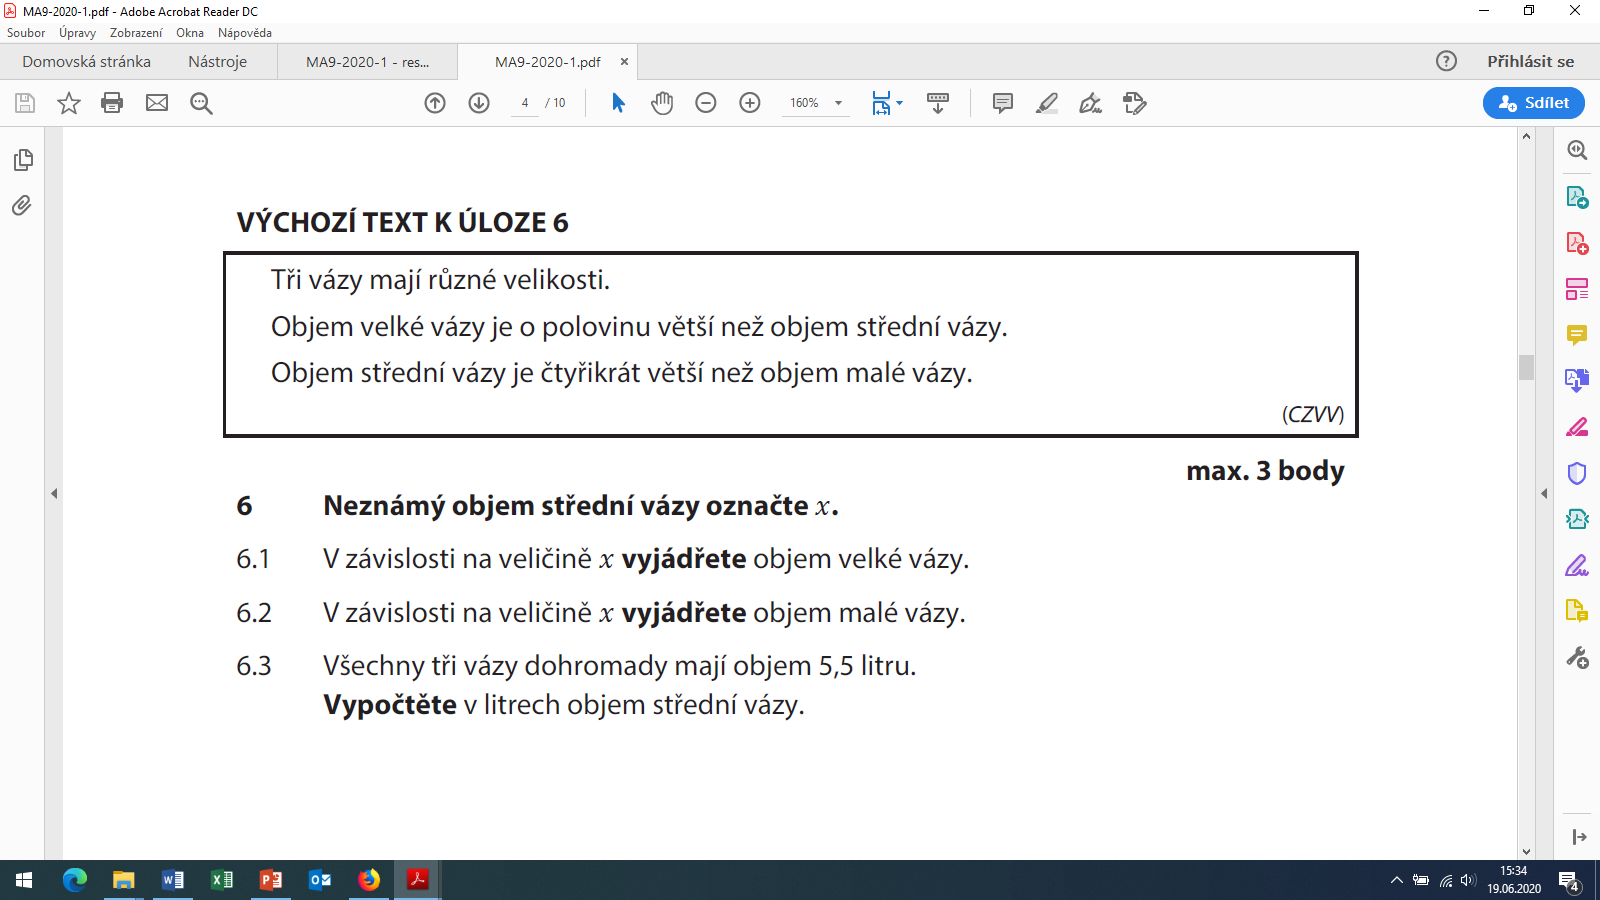 MA9-2020-1.pdf - Adobe Acrobat Reader DC
Soubor Úpravy Zobrazení Okna Nápověda
Domovská stránka Nástroje MA9-2020-1 - res... MA9-2020-1.pdf × Přihlásit se
4 / 10 160% Sdílet
VÝCHOZÍ TEXT K ÚLOZE 6
Tři vázy mají různé velikosti.
Objem velké vázy je o polovinu větší než objem střední vázy.
Objem střední vázy je čtyřikrát větší než objem malé vázy.
(CZVV)
max. 3 body
6 Neznámý objem střední vázy označte x.
6.1 V závislosti na veličině x vyjádřete objem velké vázy.
6.2 V závislosti na veličině x vyjádřete objem malé vázy.
6.3 Všechny tři vázy dohromady mají objem 5,5 litru.
Vypočtěte v litrech objem střední vázy.
15:34
19.06.2020
4